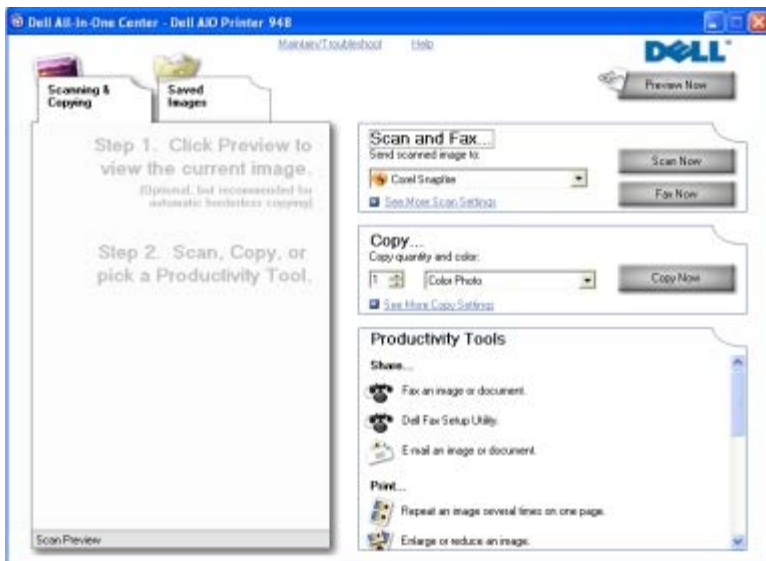 Dell All-In-One Center - Dell AIO Printer 948
Maintain/Troubleshoot Help
DELL
Preview Now
Scanning &
Copying
Saved
Images
Step 1. Click Preview to
view the current image.
(Optional, but recommended for
automatic borderless copying)
Step 2. Scan, Copy, or
pick a Productivity Tool.
Scan Preview
Scan and Fax...
Send scanned image to:
Corel Snapfire
See More Scan Settings
Scan Now
Fax Now
Copy...
Copy quantity and color:
1 Color Photo
See More Copy Settings
Copy Now
Productivity Tools
Share...
Fax an image or document.
Dell Fax Setup Utility.
E-mail an image or document.
Print...
Repeat an image several times on one page.
Enlarge or reduce an image.